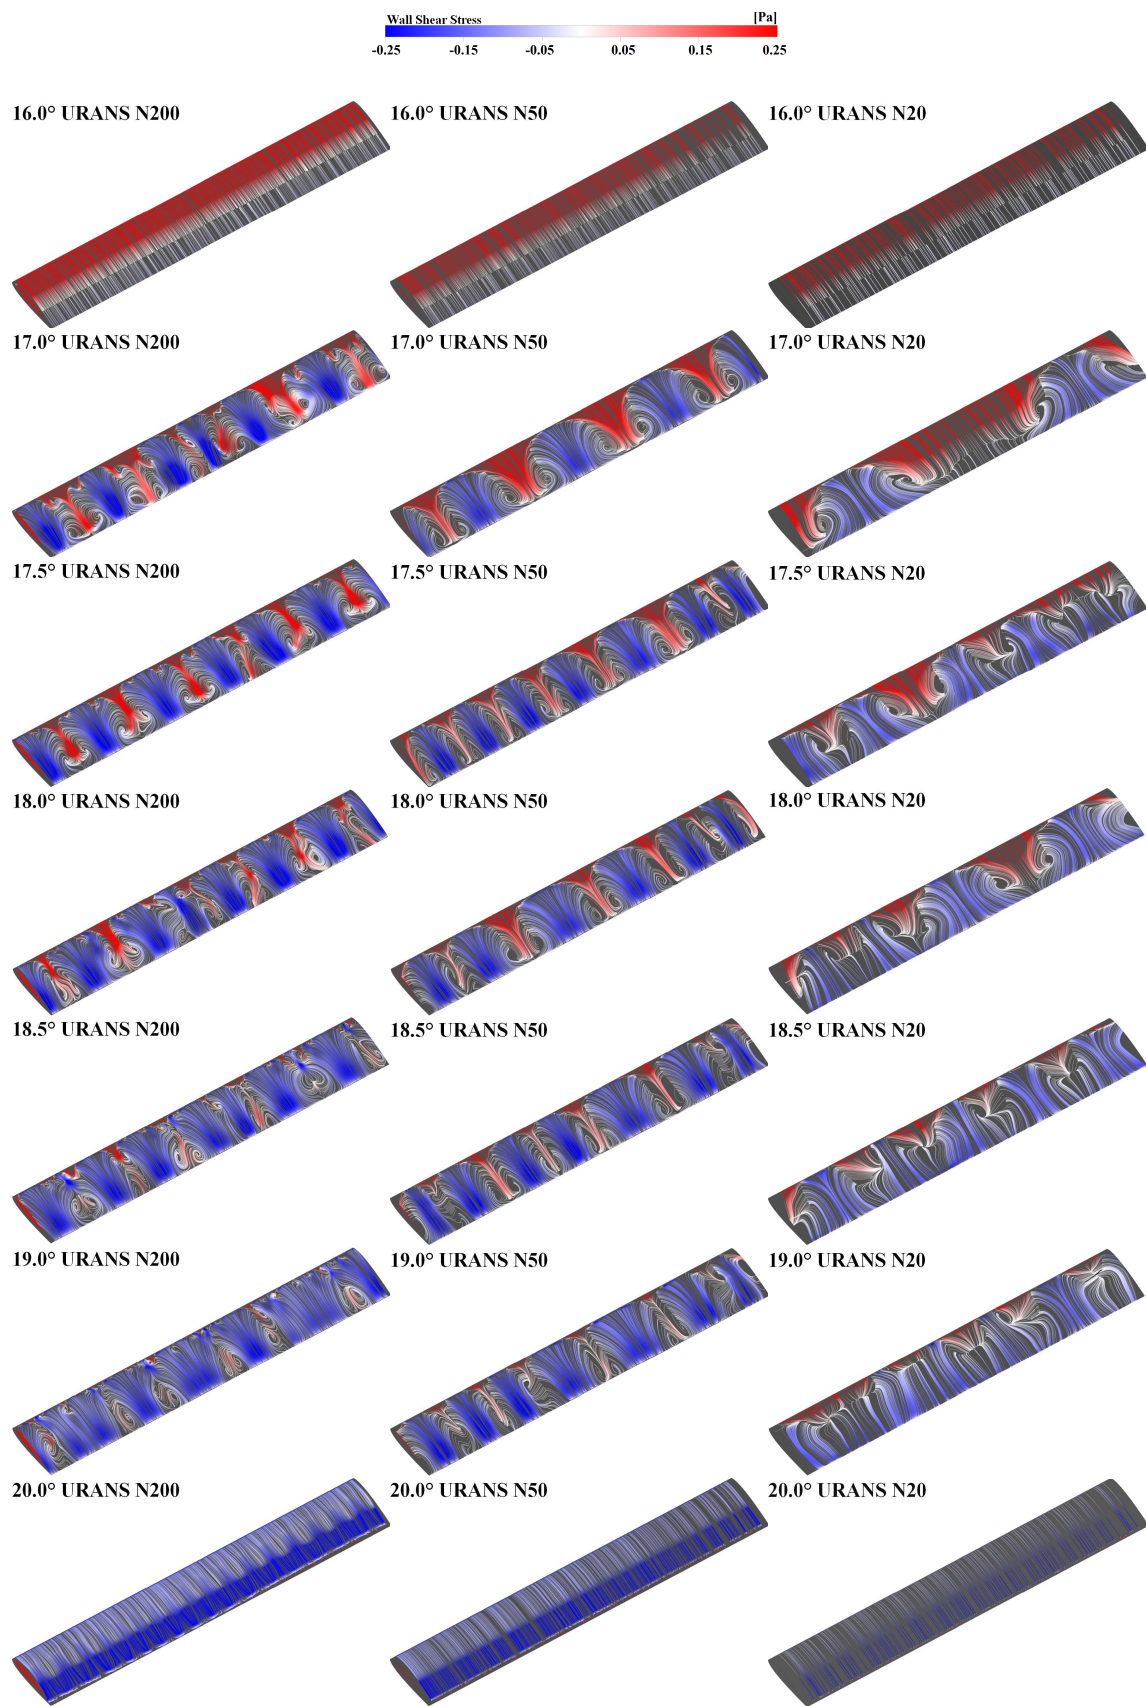 Wall Shear Stress [Pa]
-0.25 -0.15 -0.05 0.05 0.15 0.25
16.0° URANS N200 16.0° URANS N50 16.0° URANS N20
17.0° URANS N200 17.0° URANS N50 17.0° URANS N20
17.5° URANS N200 17.5° URANS N50 17.5° URANS N20
18.0° URANS N200 18.0° URANS N50 18.0° URANS N20
18.5° URANS N200 18.5° URANS N50 18.5° URANS N20
19.0° URANS N200 19.0° URANS N50 19.0° URANS N20
20.0° URANS N200 20.0° URANS N50 20.0° URANS N20